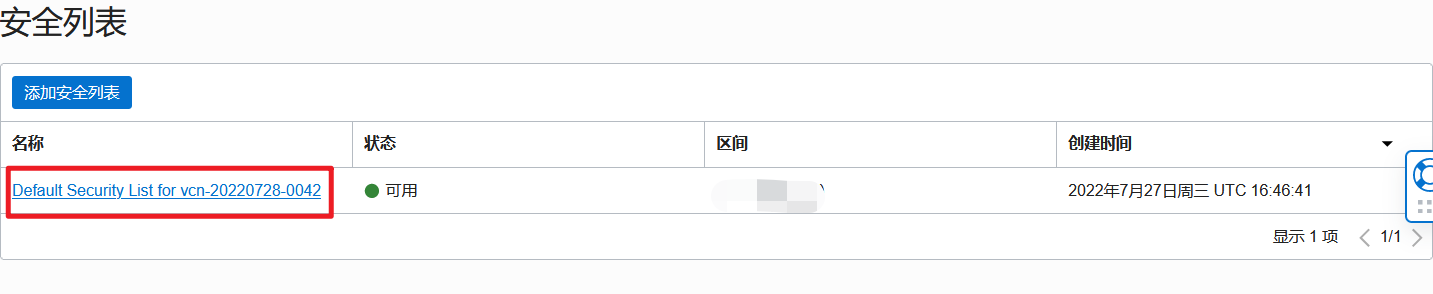 安全列表
添加安全列表
名称 状态 区间 创建时间
Default Security List for vcn-20220728-0042 可用 2022年7月27日周三 UTC 16:46:41
显示 1 项 1/1